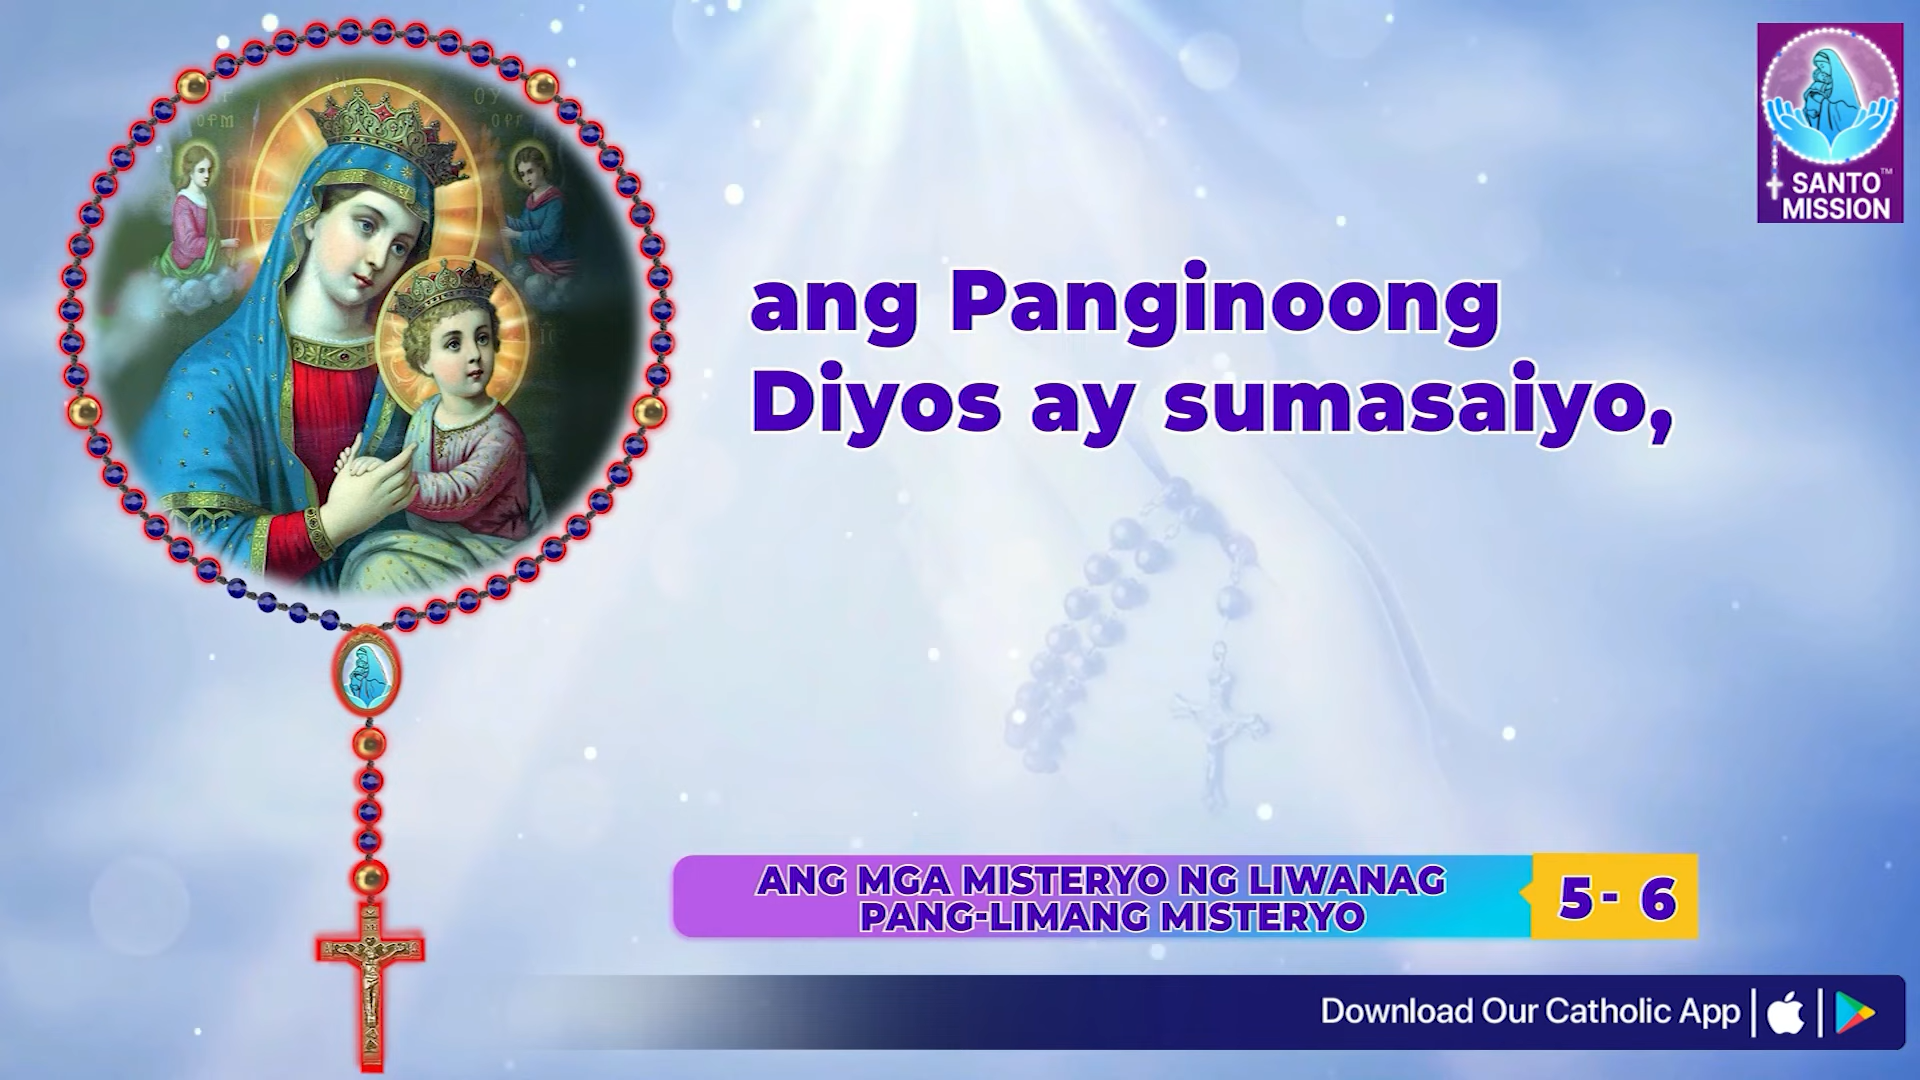 SANTO™
MISSION
ang Panginoong
Diyos ay sumasaiyo,
ANG MGA MISTERYO NG LIWANAG
PANG-LIMANG MISTERYO
5- 6
Download Our Catholic App